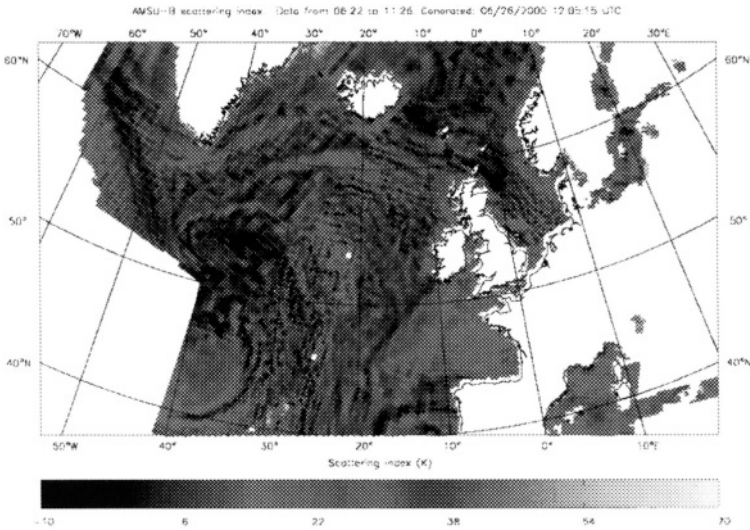 AMSU-B scattering index Data from 06:22 to 11:26. Generated: 06/26/2000 12:05:15 UTC
70°W 60° 50° 40° 30° 20° 10° 0° 10° 20° 30°E
60°N 60°N
50° 50°
40°N 40°N
50°W 40° 30° 20° 10° 0° 10°E
Scattering index (K)
-10 6 22 38 54 70